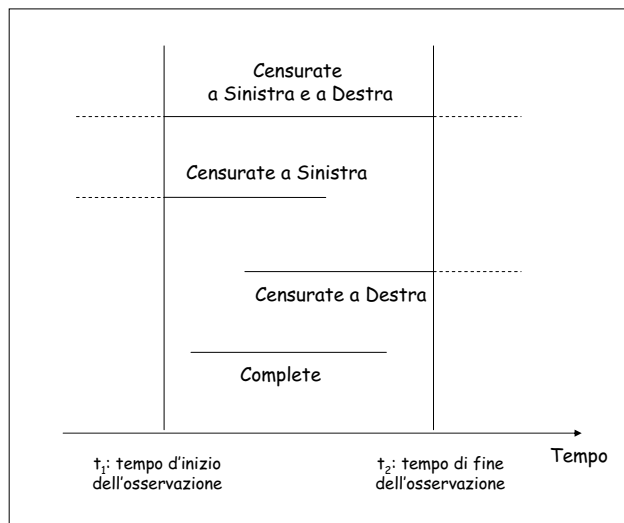 Censurate
a Sinistra e a Destra
Censurate a Sinistra
Censurate a Destra
Complete
t₁: tempo d'inizio
dell'osservazione
t₂: tempo di fine
dell'osservazione
Tempo